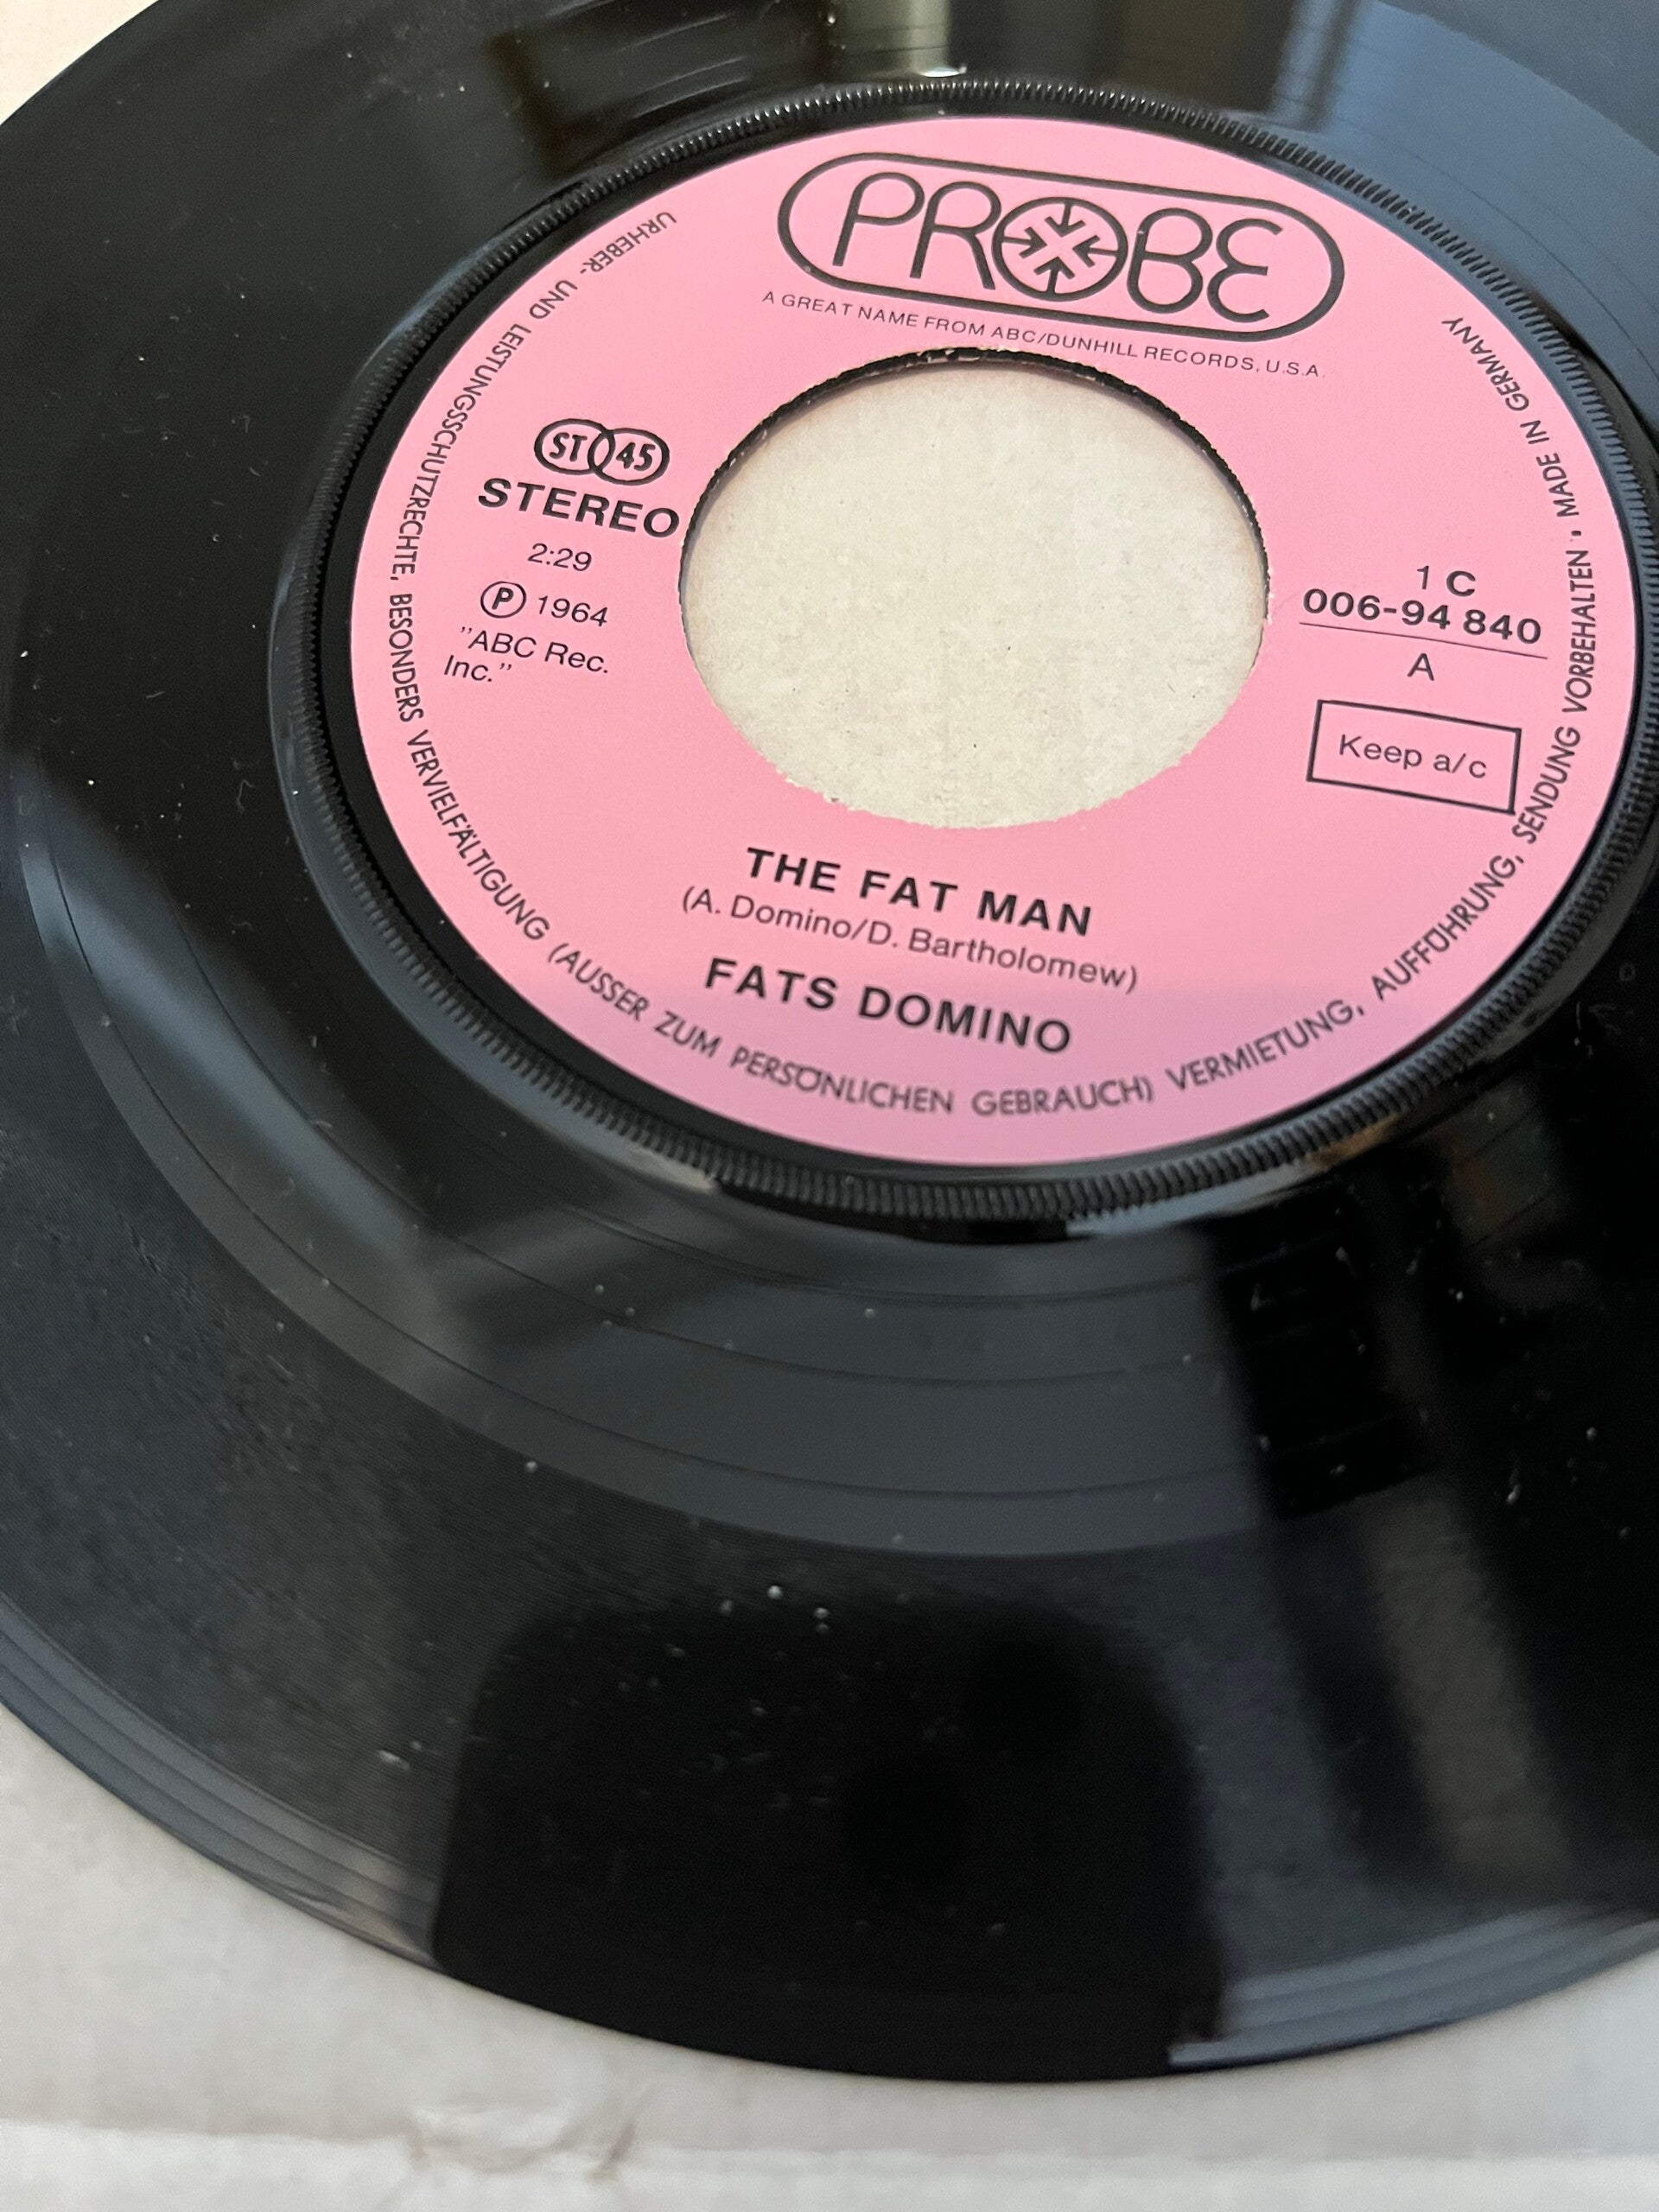 PROBE
A GREAT NAME FROM ABC/DUNHILL RECORDS, U.S.A.
ST 45
STEREO
2:29
Ⓟ 1964
"ABC Rec.
Inc."
1 C
006-94 840
A
Keep a/c
THE FAT MAN
(A. Domino/D. Bartholomew)
FATS DOMINO
URHEBER- UND LEISTUNGSSCHUTZRECHTE, BESONDERS VERVIELFÄLTIGUNG (AUSSER ZUM PERSÖNLICHEN GEBRAUCH) VERMIETUNG, AUFFÜHRUNG, SENDUNG VORBEHALTEN • MADE IN GERMANY